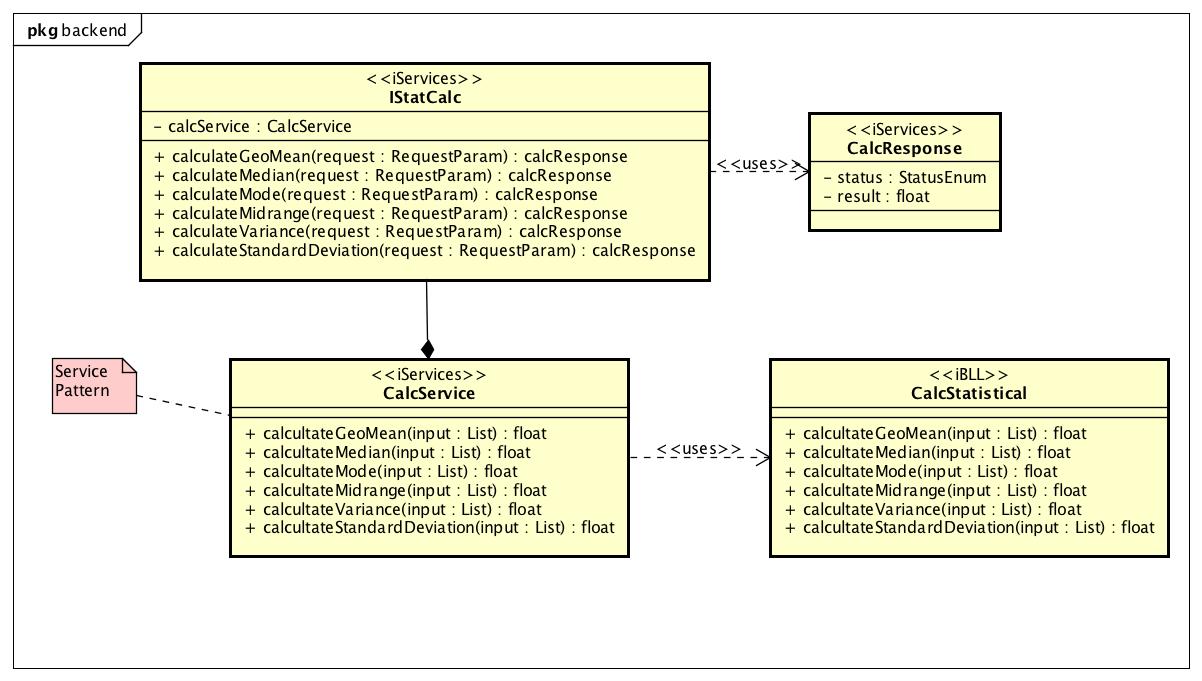 pkg backend
<<iServices>>
IStatCalc
- calcService : CalcService
+ calculateGeoMean(request : RequestParam) : calcResponse
+ calculateMedian(request : RequestParam) : calcResponse
+ calculateMode(request : RequestParam) : calcResponse
+ calculateMidrange(request : RequestParam) : calcResponse
+ calculateVariance(request : RequestParam) : calcResponse
+ calculateStandardDeviation(request : RequestParam) : calcResponse
<<uses>>
<<iServices>>
CalcResponse
- status : StatusEnum
- result : float
Service
Pattern
<<iServices>>
CalcService
+ calcultateGeoMean(input : List) : float
+ calcultateMedian(input : List) : float
+ calcultateMode(input : List) : float
+ calcultateMidrange(input : List) : float
+ calcultateVariance(input : List) : float
+ calcultateStandardDeviation(input : List) : float
<<uses>>
<<iBLL>>
CalcStatistical
+ calcultateGeoMean(input : List) : float
+ calcultateMedian(input : List) : float
+ calcultateMode(input : List) : float
+ calcultateMidrange(input : List) : float
+ calcultateVariance(input : List) : float
+ calcultateStandardDeviation(input : List) : float